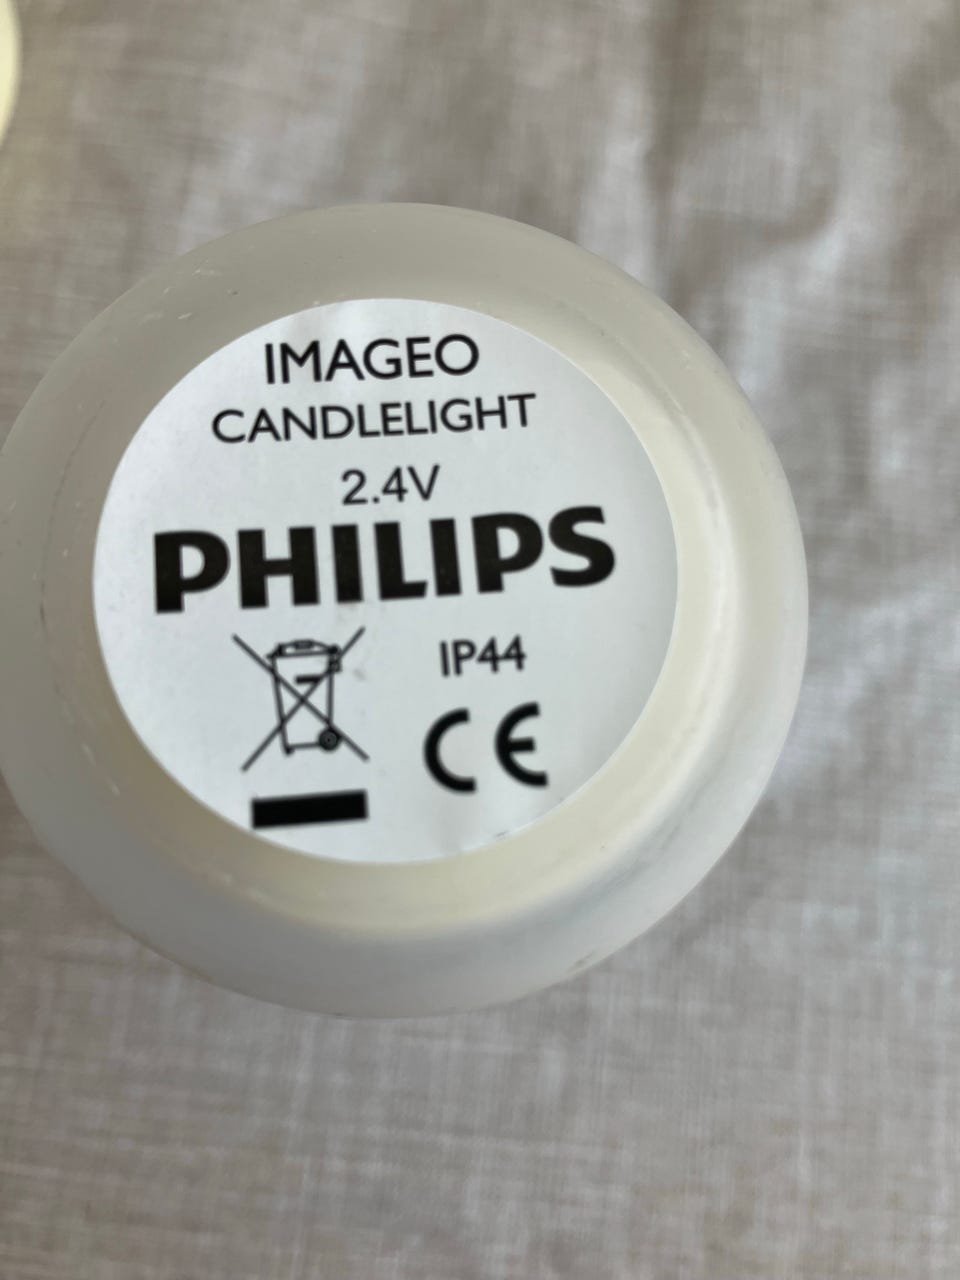 IMAGEO
CANDLELIGHT
2.4V
PHILIPS
IP44
CE